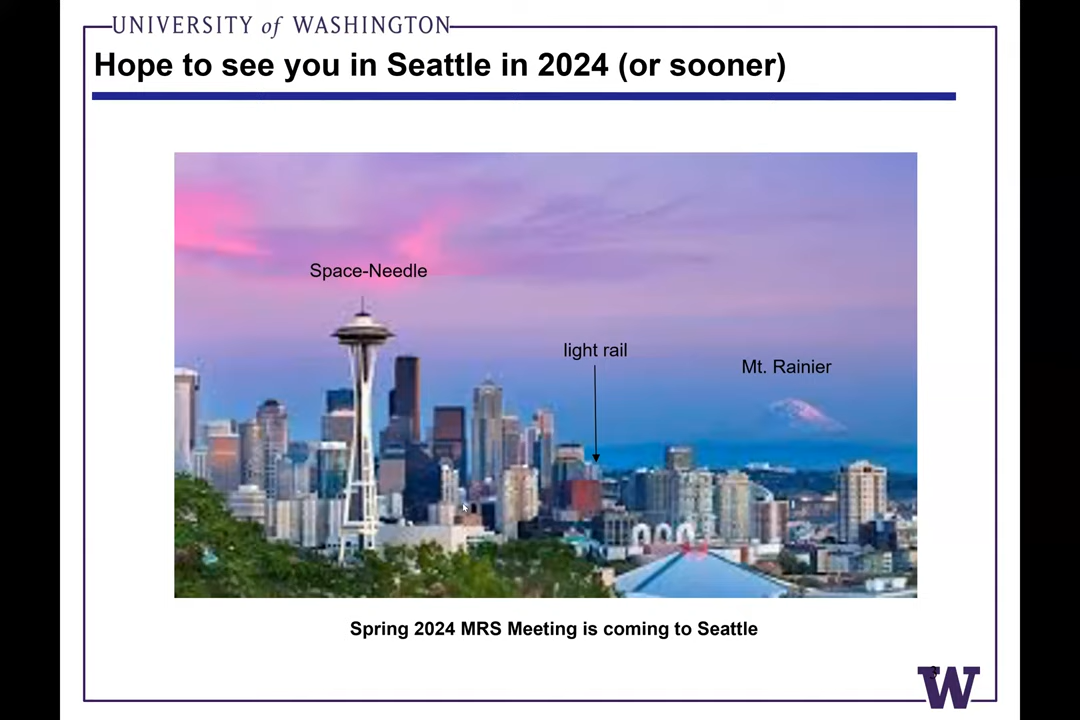 UNIVERSITY of WASHINGTON
Hope to see you in Seattle in 2024 (or sooner)
Space-Needle
light rail
Mt. Rainier
Spring 2024 MRS Meeting is coming to Seattle
3
W